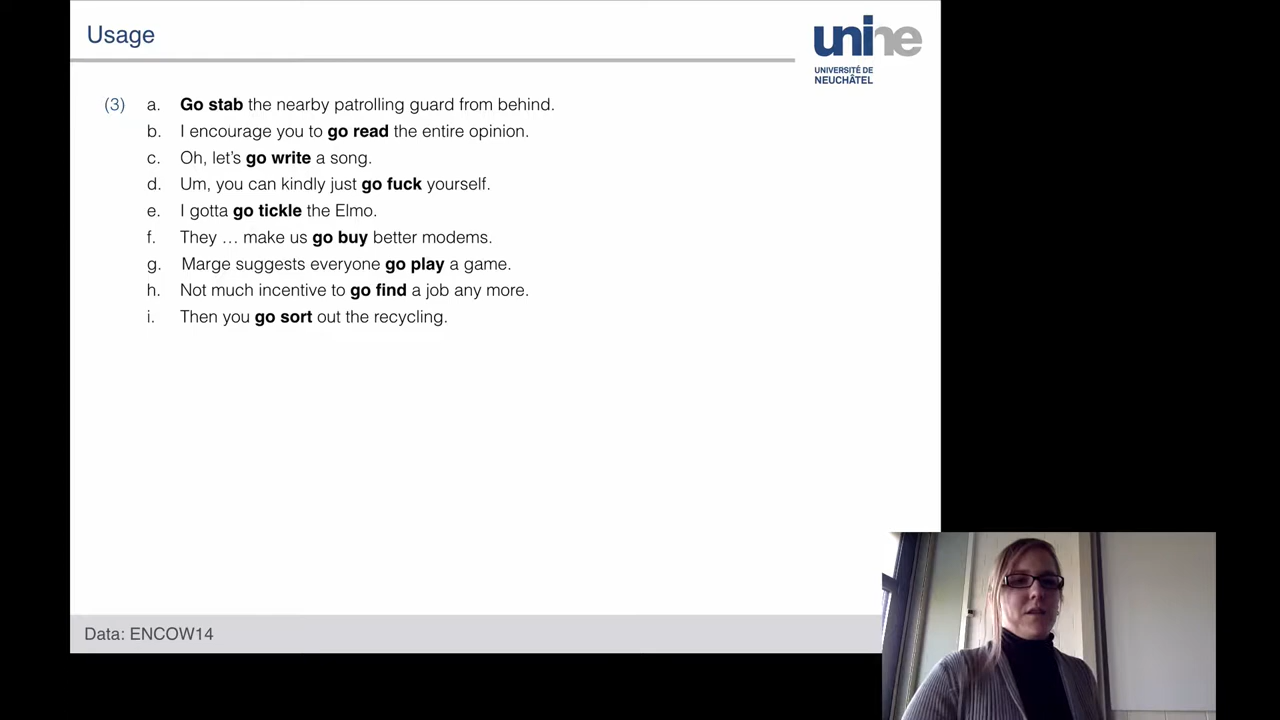 Usage
unine
UNIVERSITÉ DE
NEUCHÂTEL
(3) a. Go stab the nearby patrolling guard from behind.
b. I encourage you to go read the entire opinion.
c. Oh, let's go write a song.
d. Um, you can kindly just go fuck yourself.
e. I gotta go tickle the Elmo.
f. They … make us go buy better modems.
g. Marge suggests everyone go play a game.
h. Not much incentive to go find a job any more.
i. Then you go sort out the recycling.
Data: ENCOW14